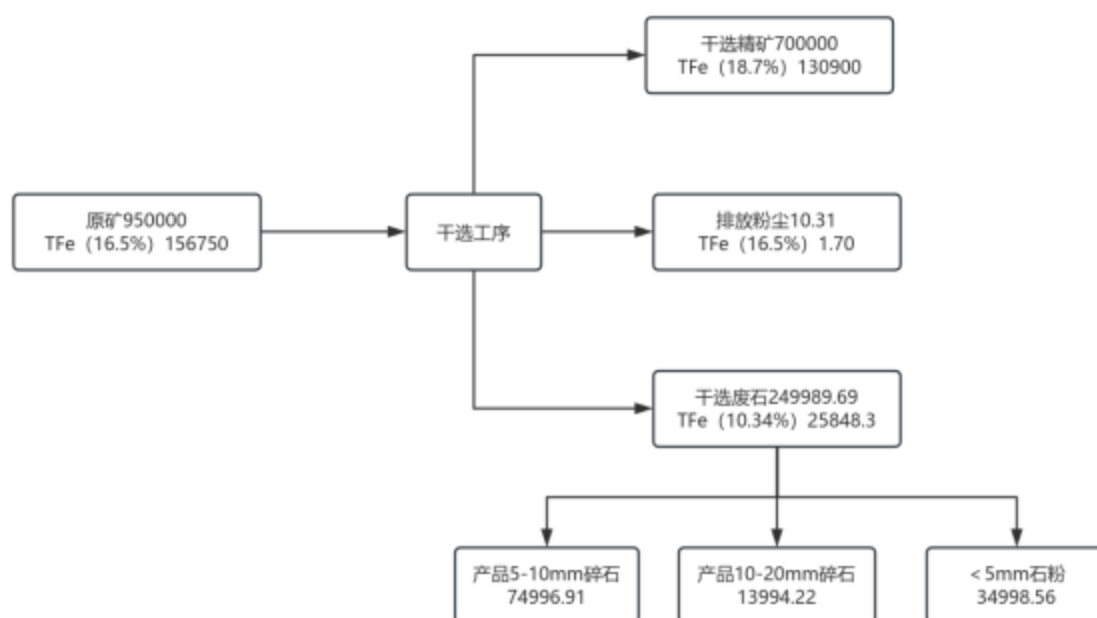 干选精矿700000
TFe（18.7%）130900
原矿950000
TFe（16.5%）156750
干选工序
排放粉尘10.31
TFe（16.5%）1.70
干选废石249989.69
TFe（10.34%）25848.3
产品5-10mm碎石
74996.91
产品10-20mm碎石
13994.22
＜5mm石粉
34998.56